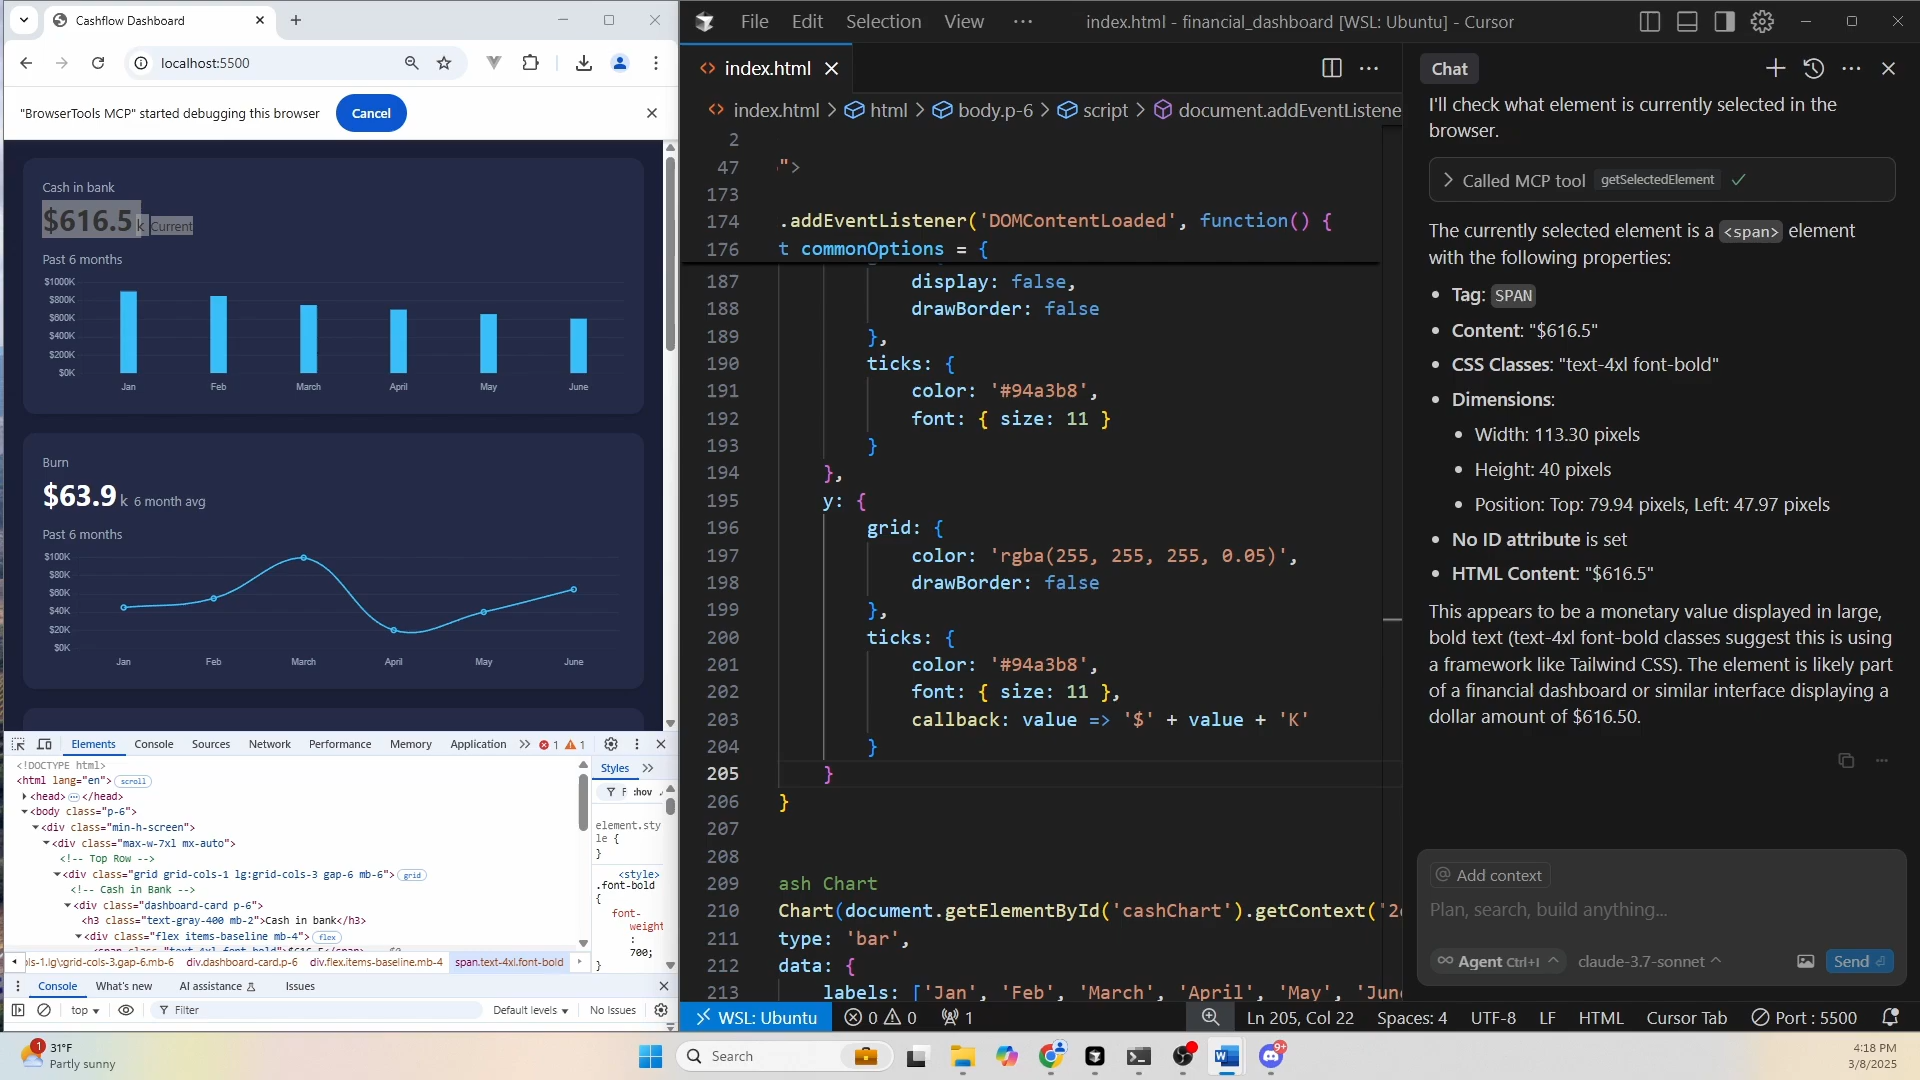 Cashflow Dashboard
localhost:5500
"BrowserTools MCP" started debugging this browser
Cancel
Cash in bank
$616.5 k Current
Past 6 months
$1000K
$800K
$600K
$400K
$200K
$0K
Jan Feb March April May June
Burn
$63.9 k 6 month avg
Past 6 months
$100K
$80K
$60K
$40K
$20K
$0K
Jan Feb March April May June
Elements Console Sources Network Performance Memory Application 1 1
<!DOCTYPE html>
<html lang="en"> scroll
<head> </head>
<body class="p-6">
<div class="min-h-screen">
<div class="max-w-7xl mx-auto">
<!-- Top Row -->
<div class="grid grid-cols-1 lg:grid-cols-3 gap-6 mb-6"> grid
<!-- Cash in Bank -->
<div class="dashboard-card p-6">
<h3 class="text-gray-400 mb-2">Cash in bank</h3>
<div class="flex items-baseline mb-4"> flex
ols-1.lg\:grid-cols-3.gap-6.mb-6 div.dashboard-card.p-6 div.flex.items-baseline.mb-4 span.text-4xl.font-bold
Styles
F :hov
element.sty
le {
}
<style>
.font-bold
{
font-
weight
:
700;
}
Console What's new AI assistance Issues
top Filter Default levels No Issues
File Edit Selection View index.html - financial_dashboard [WSL: Ubuntu] - Cursor
index.html
index.html > html > body.p-6 > script > document.addEventListene
2
47 ">
173
174 .addEventListener('DOMContentLoaded', function() {
176 t commonOptions = {
187 display: false,
188 drawBorder: false
189 },
190 ticks: {
191 color: '#94a3b8',
192 font: { size: 11 }
193 }
194 },
195 y: {
196 grid: {
197 color: 'rgba(255, 255, 255, 0.05)',
198 drawBorder: false
199 },
200 ticks: {
201 color: '#94a3b8',
202 font: { size: 11 },
203 callback: value => '$' + value + 'K'
204 }
205 }
206 }
207
208
209 ash Chart
210 Chart(document.getElementById('cashChart').getContext('2
211 type: 'bar',
212 data: {
213 labels: ['Jan', 'Feb', 'March', 'April', 'May', 'June
Chat
I'll check what element is currently selected in the
browser.
Called MCP tool getSelectedElement
The currently selected element is a <span> element
with the following properties:
• Tag: SPAN
• Content: "$616.5"
• CSS Classes: "text-4xl font-bold"
• Dimensions:
• Width: 113.30 pixels
• Height: 40 pixels
• Position: Top: 79.94 pixels, Left: 47.97 pixels
• No ID attribute is set
• HTML Content: "$616.5"
This appears to be a monetary value displayed in large,
bold text (text-4xl font-bold classes suggest this is using
a framework like Tailwind CSS). The element is likely part
of a financial dashboard or similar interface displaying a
dollar amount of $616.50.
@ Add context
Plan, search, build anything...
∞ Agent Ctrl+I claude-3.7-sonnet Send
WSL: Ubuntu 0 0 1 Ln 205, Col 22 Spaces: 4 UTF-8 LF HTML Cursor Tab Port : 5500
1 31°F
Partly sunny
Search
9+
4:18 PM
3/8/2025